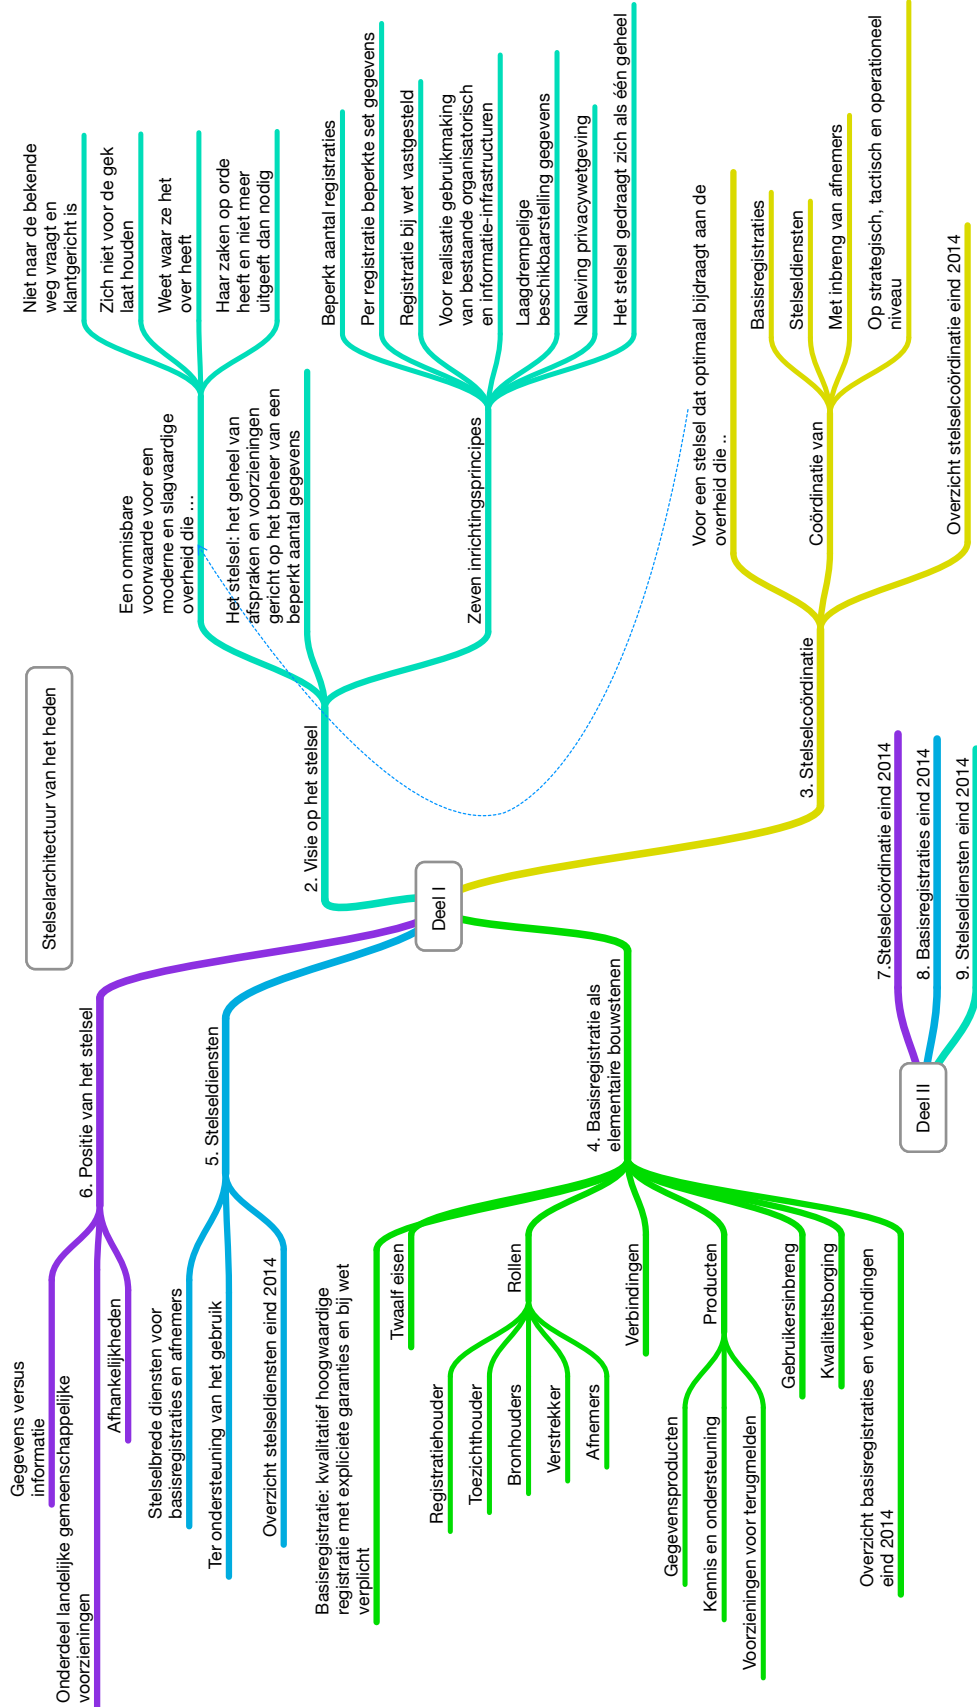 Stelselarchitectuur van het heden
Deel I
2. Visie op het stelsel
Een onmisbare
voorwaarde voor een
moderne en slagvaardige
overheid die ...
Niet naar de bekende
weg vraagt en
klantgericht is
Zich niet voor de gek
laat houden
Weet waar ze het
over heeft
Haar zaken op orde
heeft en niet meer
uitgeeft dan nodig
Het stelsel: het geheel van
afspraken en voorzieningen
gericht op het beheer van een
beperkt aantal gegevens
Zeven inrichtingsprincipes
Beperkt aantal registraties
Per registratie beperkte set gegevens
Registratie bij wet vastgesteld
Voor realisatie gebruikmaking
van bestaande organisatorisch
en informatie-infrastructuren
Laagdrempelige
beschikbaarstelling gegevens
Naleving privacywetgeving
Het stelsel gedraagt zich als één geheel
3. Stelselcoördinatie
Voor een stelsel dat optimaal bijdraagt aan de
overheid die ..
Coördinatie van
Basisregistraties
Stelseldiensten
Met inbreng van afnemers
Op strategisch, tactisch en operationeel
niveau
Overzicht stelselcoördinatie eind 2014
4. Basisregistratie als
elementaire bouwstenen
Basisregistratie: kwalitatief hoogwaardige
registratie met expliciete garanties en bij wet
verplicht
Twaalf eisen
Rollen
Registratiehouder
Toezichthouder
Bronhouders
Verstrekker
Afnemers
Verbindingen
Producten
Gegevensproducten
Kennis en ondersteuning
Voorzieningen voor terugmelden
Gebruikersinbreng
Kwaliteitsborging
Overzicht basisregistraties en verbindingen
eind 2014
5. Stelseldiensten
Stelselbrede diensten voor
basisregistraties en afnemers
Ter ondersteuning van het gebruik
Overzicht stelseldiensten eind 2014
6. Positie van het stelsel
Gegevens versus
informatie
Onderdeel landelijke gemeenschappelijke
voorzieningen
Afhankelijkheden
Deel II
7.Stelselcoördinatie eind 2014
8. Basisregistraties eind 2014
9. Stelseldiensten eind 2014